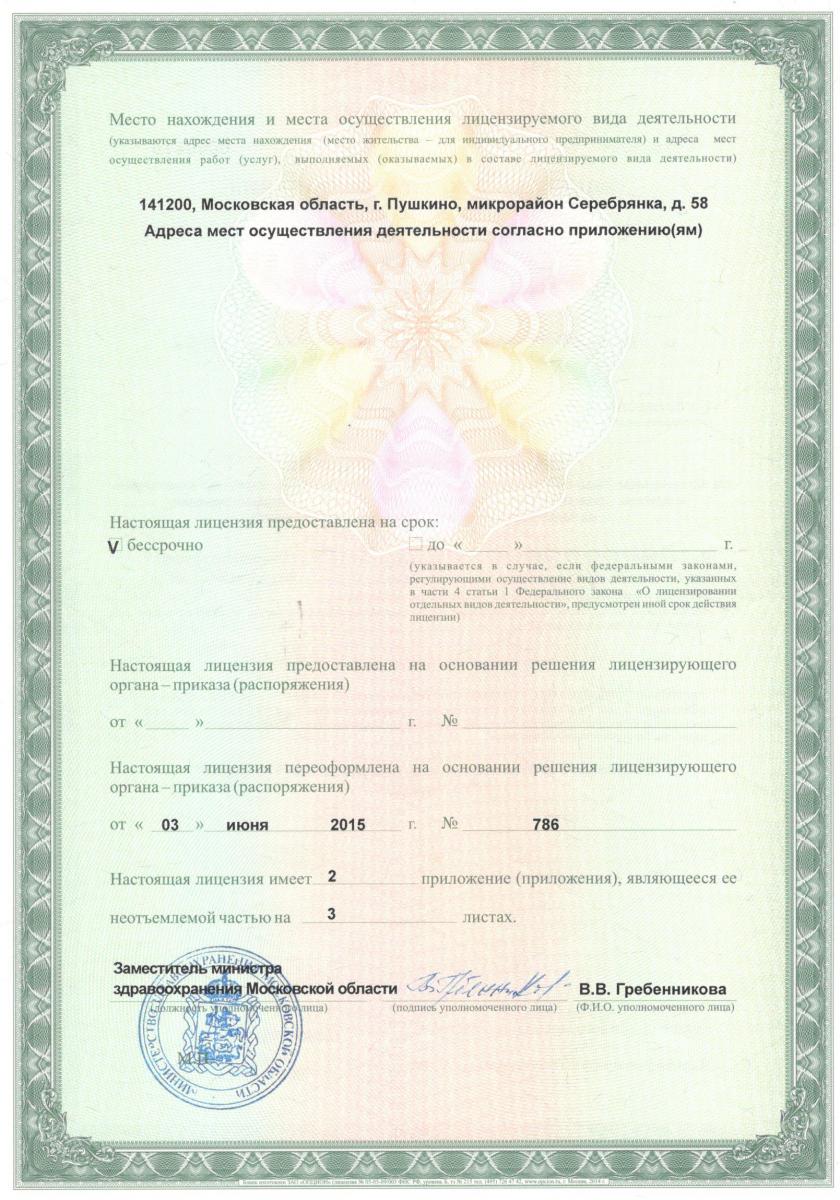 Место нахождения и места осуществления лицензируемого вида деятельности
(указываются адрес места нахождения (место жительства – для индивидуального предпринимателя) и адреса мест
осуществления работ (услуг), выполняемых (оказываемых) в составе лицензируемого вида деятельности)
141200, Московская область, г. Пушкино, микрорайон Серебрянка, д. 58
Адреса мест осуществления деятельности согласно приложению(ям)
Настоящая лицензия предоставлена на срок:
V бессрочно до « » г.
(указывается в случае, если федеральными законами,
регулирующими осуществление видов деятельности, указанных
в части 4 статьи 1 Федерального закона «О лицензировании
отдельных видов деятельности», предусмотрен иной срок действия
лицензии)
Настоящая лицензия предоставлена на основании решения лицензирующего
органа – приказа (распоряжения)
от « » г. №
Настоящая лицензия переоформлена на основании решения лицензирующего
органа – приказа (распоряжения)
от « 03 » июня 2015 г. № 786
Настоящая лицензия имеет 2 приложение (приложения), являющееся ее
неотъемлемой частью на 3 листах.
Заместитель министра
здравоохранения Московской области В.В. Гребенникова
(должность уполномоченного лица) (подпись уполномоченного лица) (Ф.И.О. уполномоченного лица)
МИНИСТЕРСТВО ЗДРАВООХРАНЕНИЯ МОСКОВСКОЙ ОБЛАСТИ
М.П.